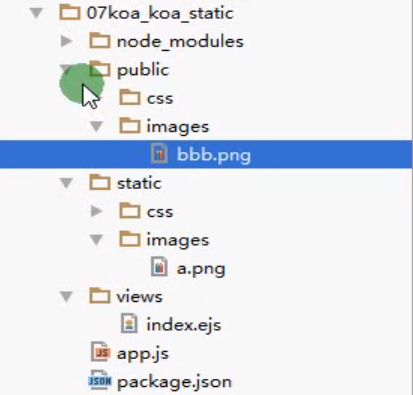 07koa_koa_static
node_modules
public
css
images
bbb.png
static
css
images
a.png
views
index.ejs
JS app.js
JSON package.json